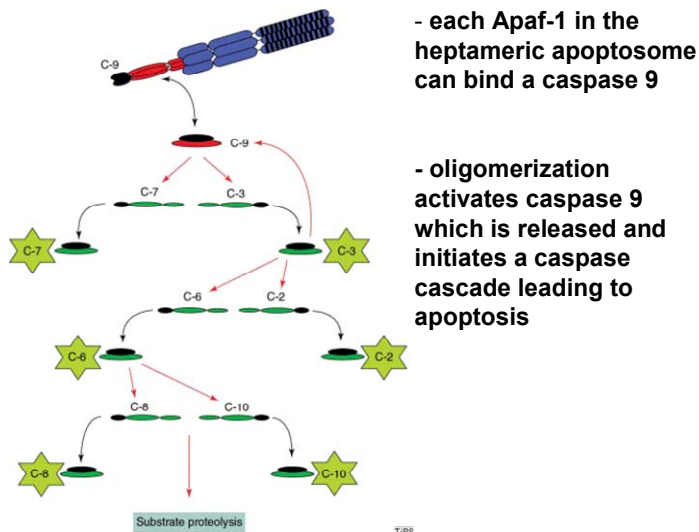 - each Apaf-1 in the
heptameric apoptosome
can bind a caspase 9
C-9
C-9
- oligomerization
activates caspase 9
which is released and
initiates a caspase
cascade leading to
apoptosis
C-7
C-3
C-7
C-3
C-6
C-2
C-6
C-2
C-8
C-10
C-8
C-10
Substrate proteolysis
TiBS